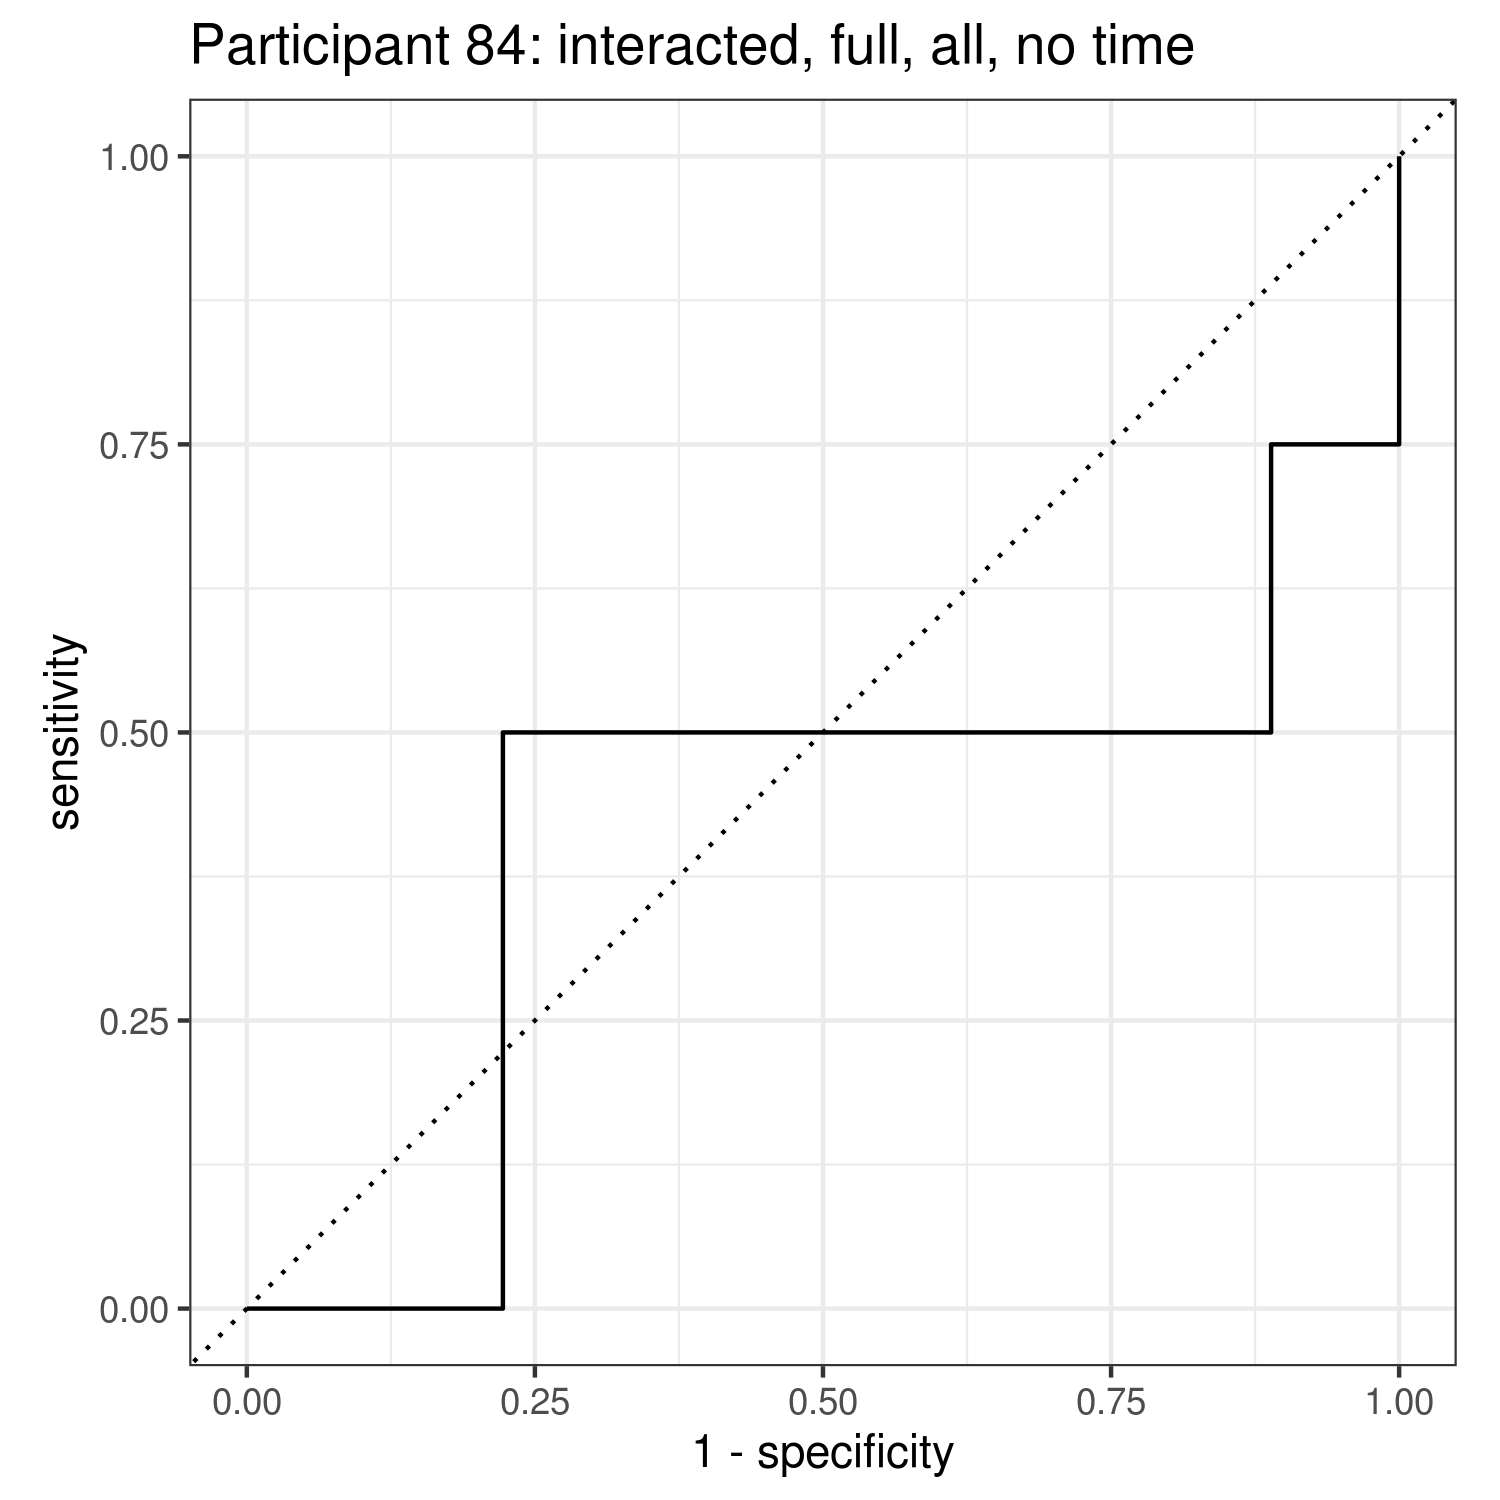 Participant 84: interacted, full, all, no time
1.00
0.75
0.50
0.25
0.00
sensitivity
0.00 0.25 0.50 0.75 1.00
1 - specificity